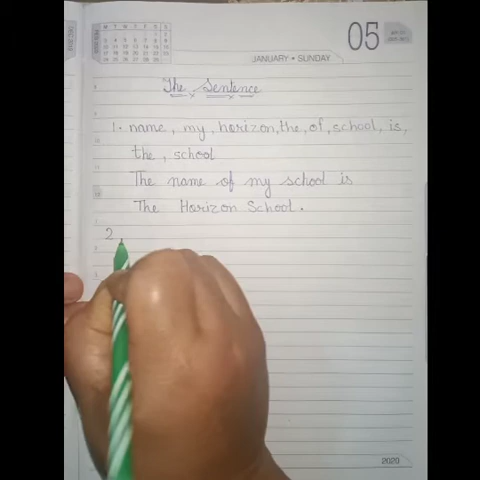 05
JANUARY • SUNDAY
The Sentence
1. name, my, horizon, the, of, school, is,
the, school
The name of my school is
The Horizon School.
2.
2020